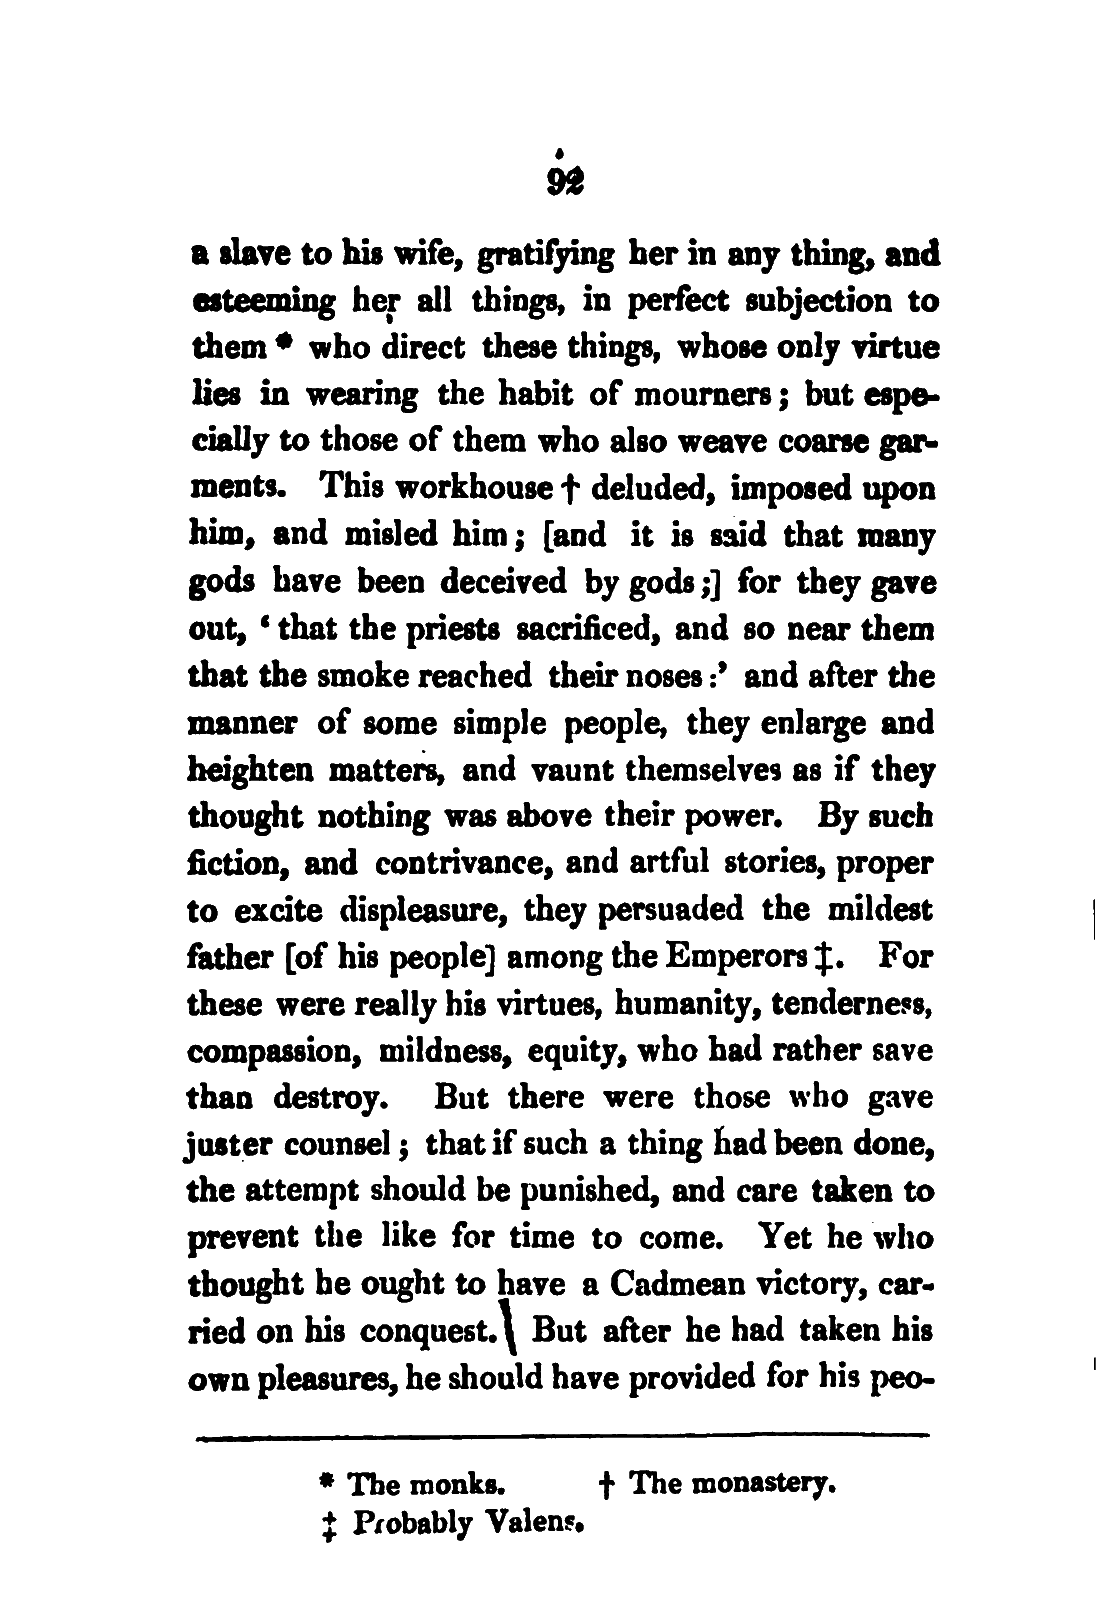 92
a slave to his wife, gratifying her in any thing, and
esteeming her all things, in perfect subjection to
them * who direct these things, whose only virtue
lies in wearing the habit of mourners; but espe-
cially to those of them who also weave coarse gar-
ments. This workhouse † deluded, imposed upon
him, and misled him; [and it is said that many
gods have been deceived by gods;] for they gave
out, ‘that the priests sacrificed, and so near them
that the smoke reached their noses:’ and after the
manner of some simple people, they enlarge and
heighten matters, and vaunt themselves as if they
thought nothing was above their power. By such
fiction, and contrivance, and artful stories, proper
to excite displeasure, they persuaded the mildest
father [of his people] among the Emperors ‡. For
these were really his virtues, humanity, tenderness,
compassion, mildness, equity, who had rather save
than destroy. But there were those who gave
juster counsel; that if such a thing had been done,
the attempt should be punished, and care taken to
prevent the like for time to come. Yet he who
thought he ought to have a Cadmean victory, car-
ried on his conquest. But after he had taken his
own pleasures, he should have provided for his peo-
* The monks. † The monastery.
‡ Probably Valens.